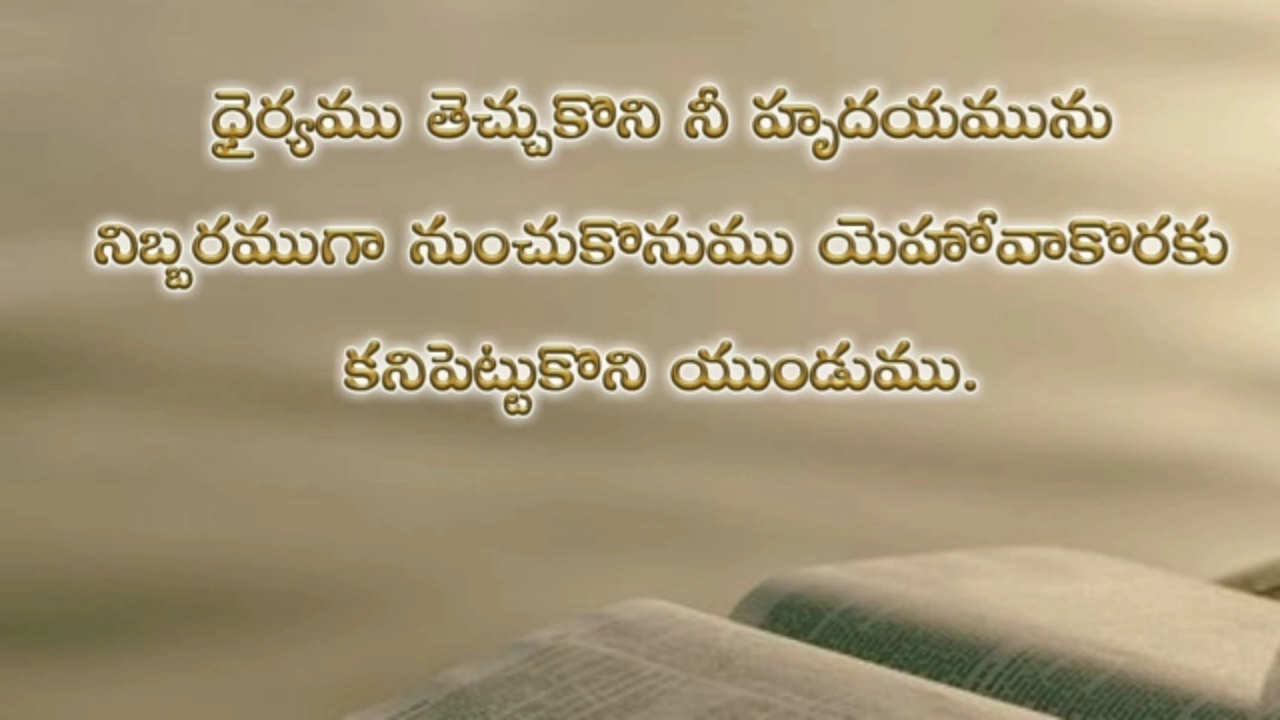 ధైర్యము తెచ్చుకొని నీ హృదయమును
నిబ్బరముగా నుంచుకొనుము యెహోవాకొరకు
కనిపెట్టుకొని యుండుము.